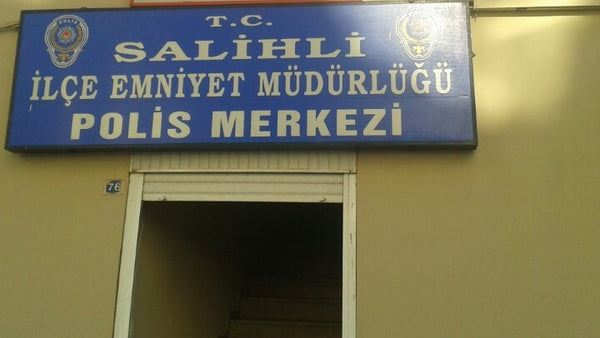 T.C.
SALİHLİ
İLÇE EMNİYET MÜDÜRLÜĞÜ
POLİS MERKEZİ
76